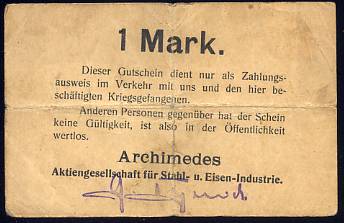 1 Mark.
Dieser Gutschein dient nur als Zahlungs-
ausweis im Verkehr mit uns und den hier be-
schäftigten Kriegsgefangenen.
Anderen Personen gegenüber hat der Schein
keine Gültigkeit, ist also in der Öffentlichkeit
wertlos.
Archimedes
Aktiengesellschaft für Stahl- u. Eisen-Industrie.